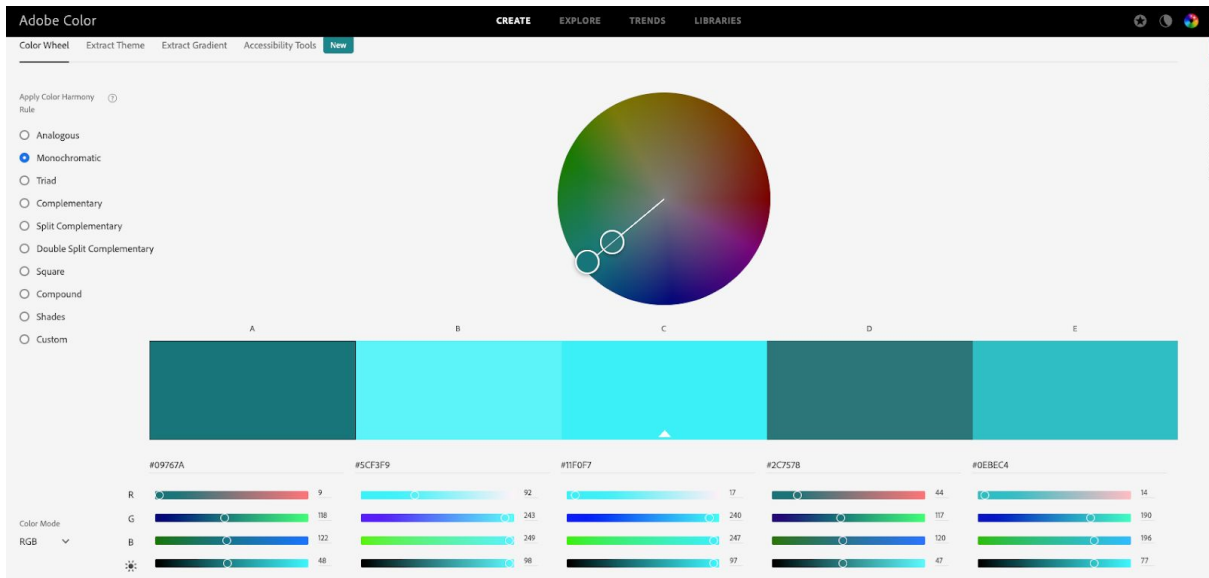 Adobe Color
CREATE EXPLORE TRENDS LIBRARIES
Color Wheel Extract Theme Extract Gradient Accessibility Tools New
Apply Color Harmony
Rule
Analogous
Monochromatic
Triad
Complementary
Split Complementary
Double Split Complementary
Square
Compound
Shades
Custom
A B C D E
#09767A #5CF3F9 #11F0F7 #2C7578 #0EBEC4
R 9 92 17 44 14
Color Mode
G 118 243 240 117 190
RGB
B 122 249 247 120 196
48 98 97 47 77